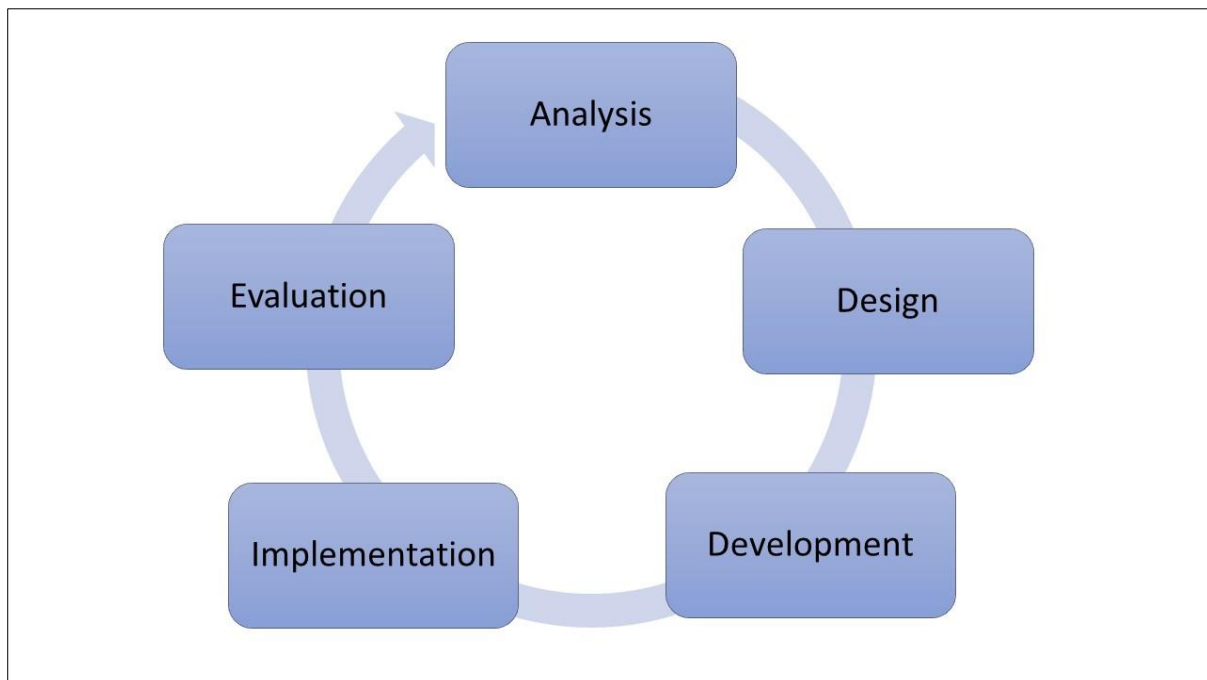 Analysis
Design
Development
Implementation
Evaluation